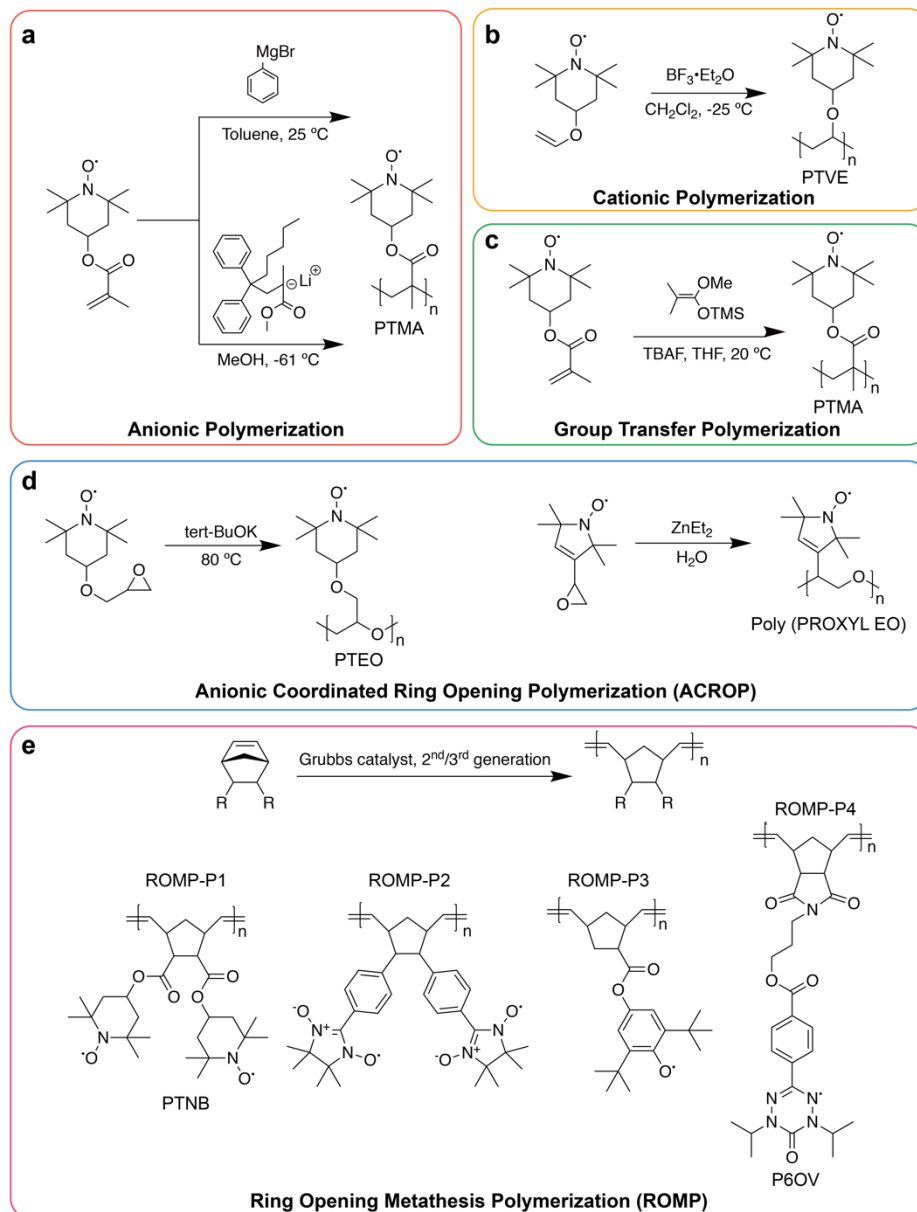 a
MgBr
Toluene, 25 ºC
O•
N
O
O
Li
⊕
⊖
O
O
MeOH, -61 ºC
O•
N
O
O
n
PTMA
Anionic Polymerization
b
O•
N
O
BF3•Et2O
CH2Cl2, -25 ºC
O•
N
O
n
PTVE
Cationic Polymerization
c
O•
N
O
O
OMe
OTMS
TBAF, THF, 20 ºC
O•
N
O
O
n
PTMA
Group Transfer Polymerization
d
O•
N
O
O
tert-BuOK
80 ºC
O•
N
O
O
n
PTEO
O•
N
O
ZnEt2
H2O
O•
N
O
n
Poly (PROXYL EO)
Anionic Coordinated Ring Opening Polymerization (ACROP)
e
R
R
Grubbs catalyst, 2nd/3rd generation
n
R
R
ROMP-P1
n
O
O
O
O
N
O•
N
O•
PTNB
ROMP-P2
n
-O
N+
N
O•
N
O•
N+
-O
ROMP-P3
n
O
O
O•
ROMP-P4
n
O
N
O
O
O
N
N•
N
N
O
P6OV
Ring Opening Metathesis Polymerization (ROMP)